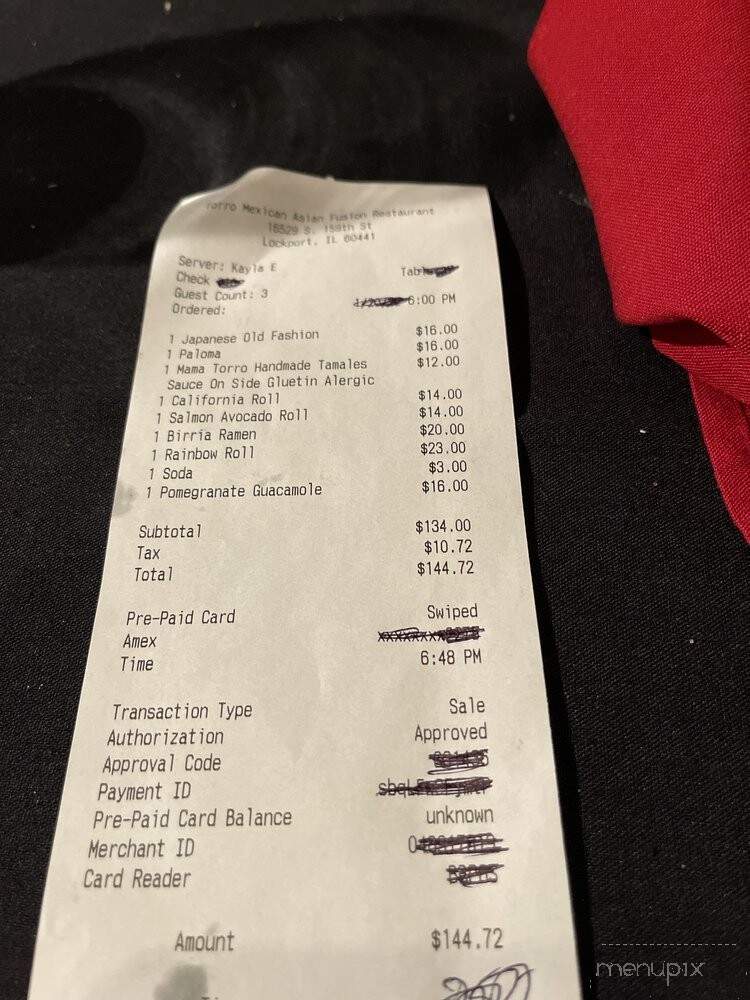 Torro Mexican Asian Fusion Restaurant
16529 S. 159th St
Lockport, IL 60441
Server: Kayla E
Check
Guest Count: 3 6:00 PM
Ordered:
1 Japanese Old Fashion $16.00
1 Paloma $16.00
1 Mama Torro Handmade Tamales $12.00
Sauce On Side Gluetin Alergic
1 California Roll $14.00
1 Salmon Avocado Roll $14.00
1 Birria Ramen $20.00
1 Rainbow Roll $23.00
1 Soda $3.00
1 Pomegranate Guacamole $16.00
Subtotal $134.00
Tax $10.72
Total $144.72
Pre-Paid Card Swiped
Amex
Time 6:48 PM
Transaction Type Sale
Authorization Approved
Approval Code
Payment ID
Pre-Paid Card Balance unknown
Merchant ID
Card Reader
Amount $144.72
menupix